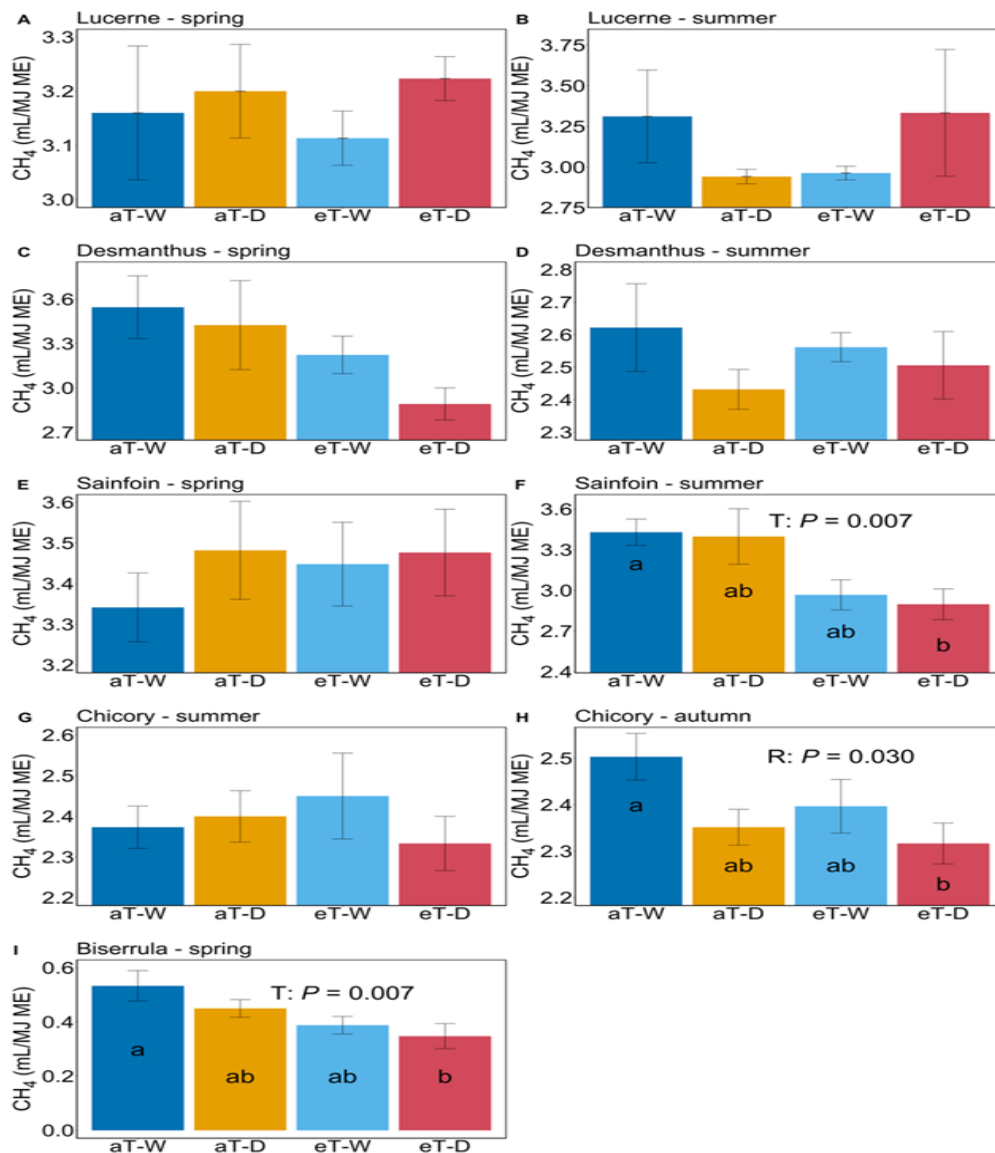 A Lucerne - spring
CH4 (mL/MJ ME)
3.3
3.2
3.1
3.0
aT-W aT-D eT-W eT-D
B Lucerne - summer
CH4 (mL/MJ ME)
3.75
3.50
3.25
3.00
2.75
aT-W aT-D eT-W eT-D
C Desmanthus - spring
CH4 (mL/MJ ME)
3.6
3.3
3.0
2.7
aT-W aT-D eT-W eT-D
D Desmanthus - summer
CH4 (mL/MJ ME)
2.8
2.7
2.6
2.5
2.4
2.3
aT-W aT-D eT-W eT-D
E Sainfoin - spring
CH4 (mL/MJ ME)
3.6
3.5
3.4
3.3
3.2
aT-W aT-D eT-W eT-D
F Sainfoin - summer
CH4 (mL/MJ ME)
3.6
3.3
3.0
2.7
2.4
T: P = 0.007
a ab ab b
aT-W aT-D eT-W eT-D
G Chicory - summer
CH4 (mL/MJ ME)
2.6
2.5
2.4
2.3
2.2
aT-W aT-D eT-W eT-D
H Chicory - autumn
CH4 (mL/MJ ME)
2.5
2.4
2.3
2.2
R: P = 0.030
a ab ab b
aT-W aT-D eT-W eT-D
I Biserrula - spring
CH4 (mL/MJ ME)
0.6
0.4
0.2
0.0
T: P = 0.007
a ab ab b
aT-W aT-D eT-W eT-D